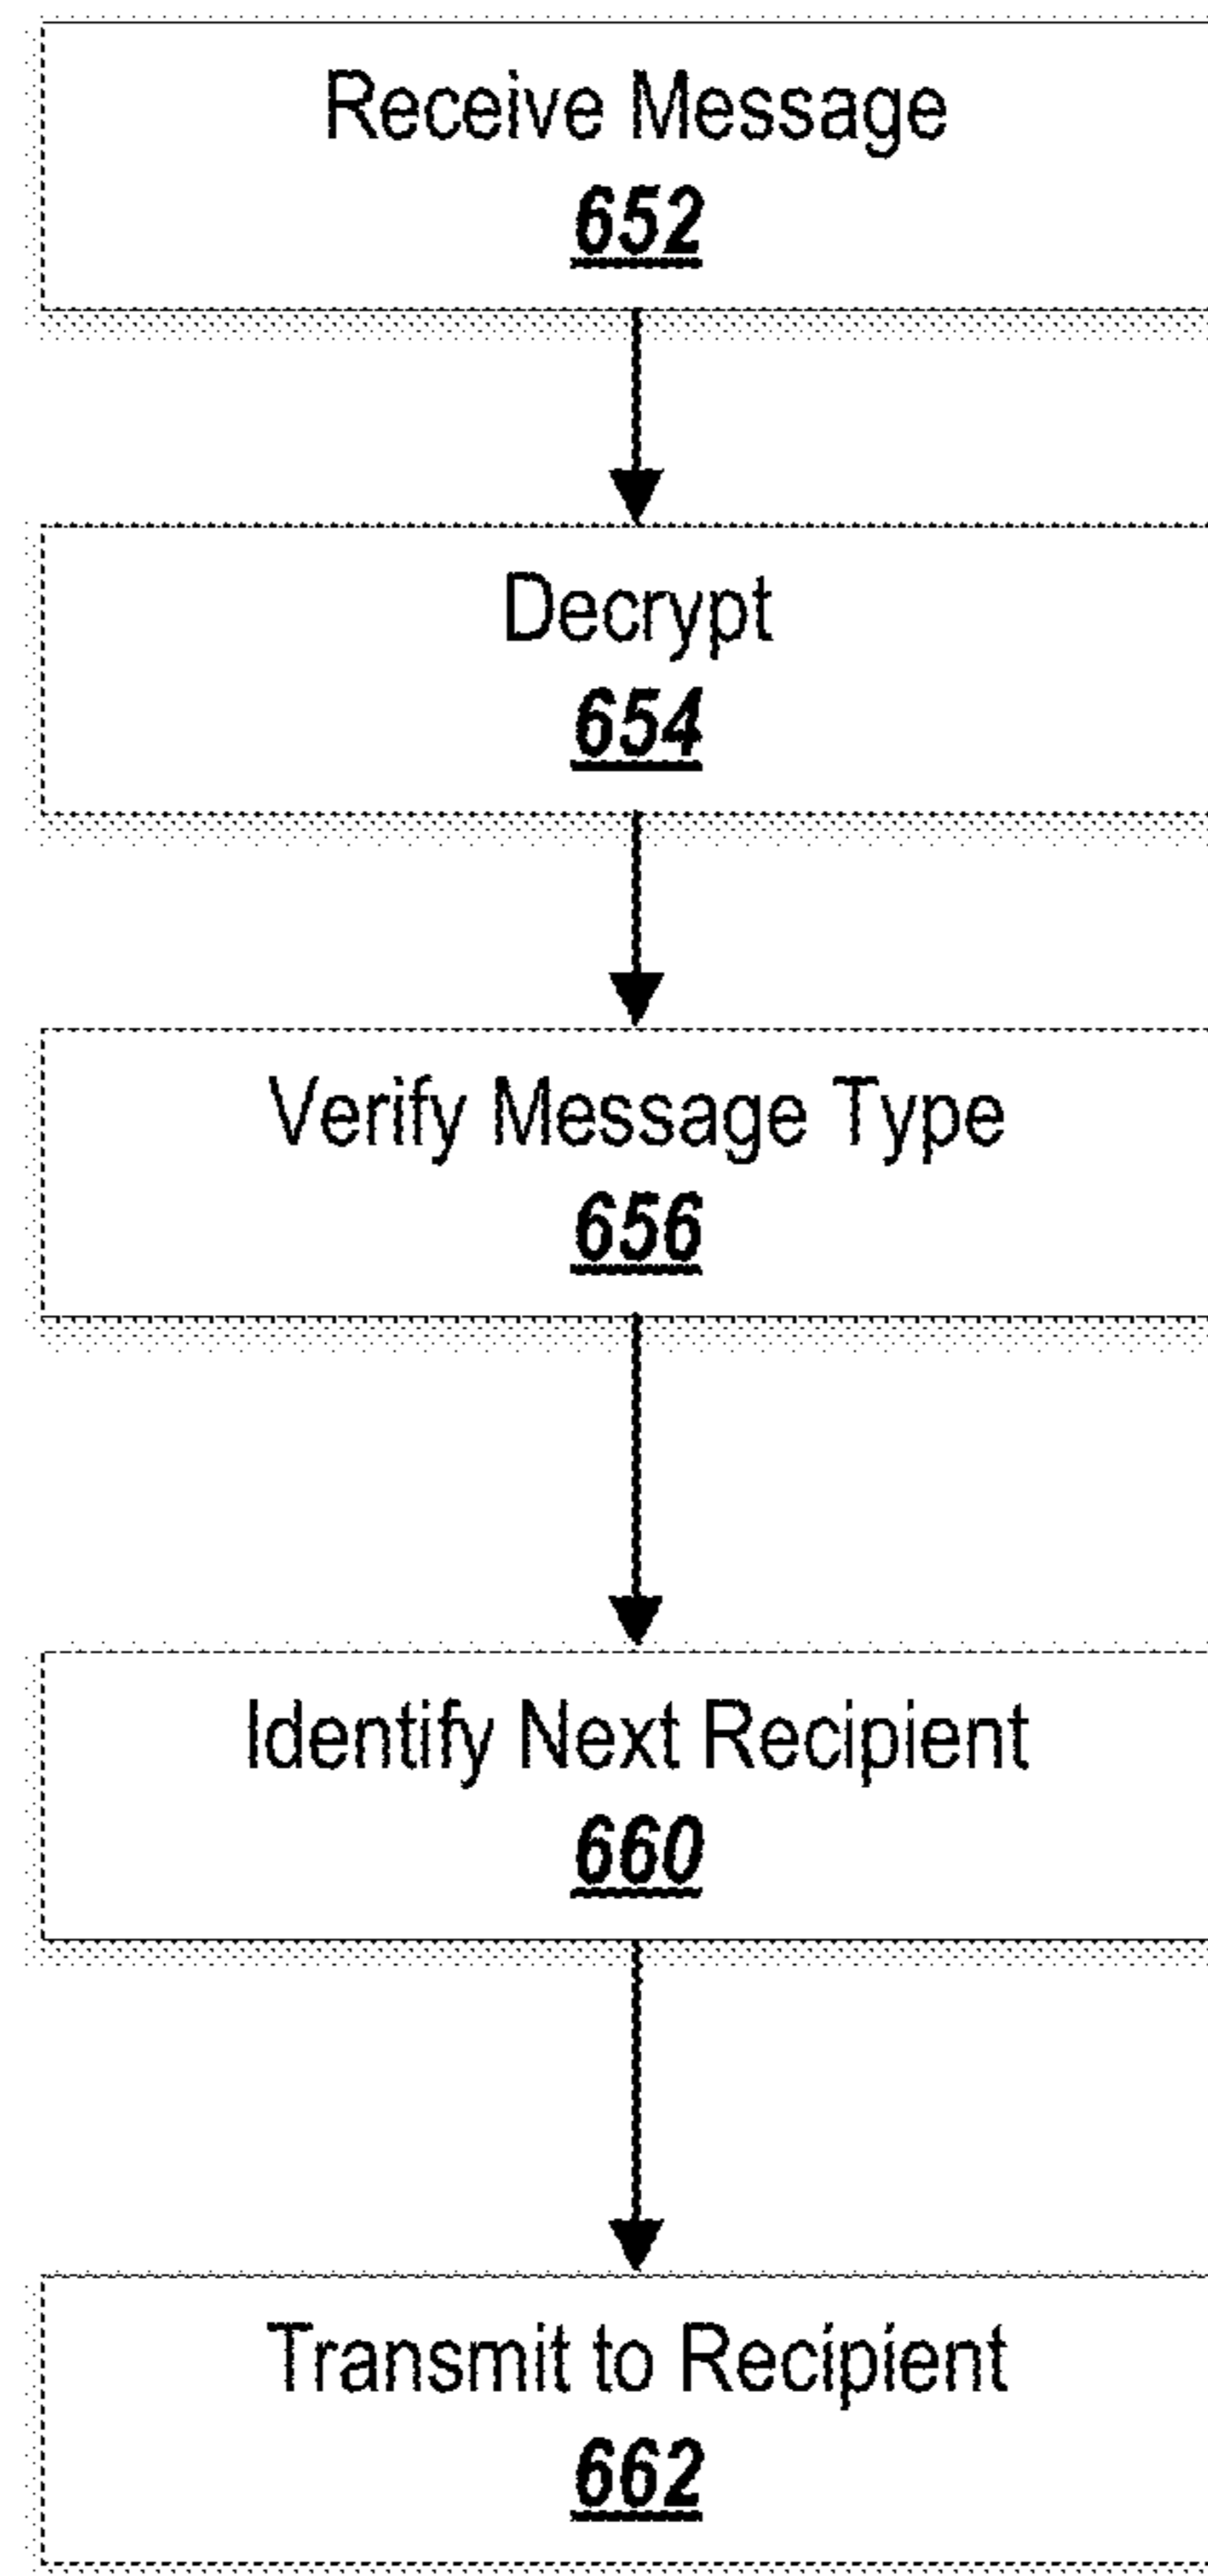 Receive Message
652
Decrypt
654
Verify Message Type
656
Identify Next Recipient
660
Transmit to Recipient
662